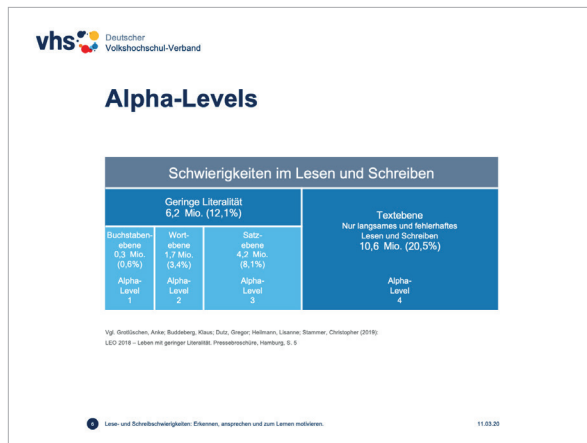 vhs
Deutscher
Volkshochschul-Verband
Alpha-Levels
Schwierigkeiten im Lesen und Schreiben
Geringe Literalität
6,2 Mio. (12,1%)
Buchstaben-
ebene
0,3 Mio.
(0,6%)
Alpha-
Level
1
Wort-
ebene
1,7 Mio.
(3,4%)
Alpha-
Level
2
Satz-
ebene
4,2 Mio.
(8,1%)
Alpha-
Level
3
Textebene
Nur langsames und fehlerhaftes
Lesen und Schreiben
10,6 Mio. (20,5%)
Alpha-
Level
4
Vgl. Grotlüschen, Anke; Buddeberg, Klaus; Dutz, Gregor; Heilmann, Lisanne; Stammer, Christopher (2019):
LEO 2018 – Leben mit geringer Literalität. Pressebroschüre, Hamburg, S. 5
6 Lese- und Schreibschwierigkeiten: Erkennen, ansprechen und zum Lernen motivieren.
11.03.20